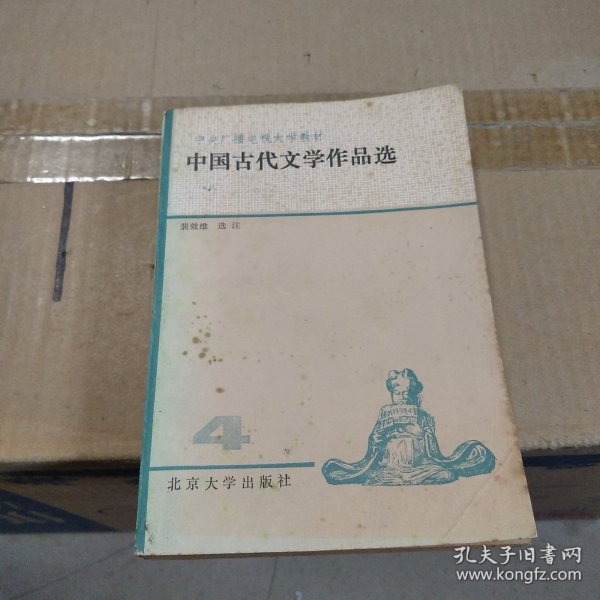 中央广播电视大学教材
中国古代文学作品选
裴效维 选注
4
北京大学出版社
孔夫子旧书网
www.kongfz.com